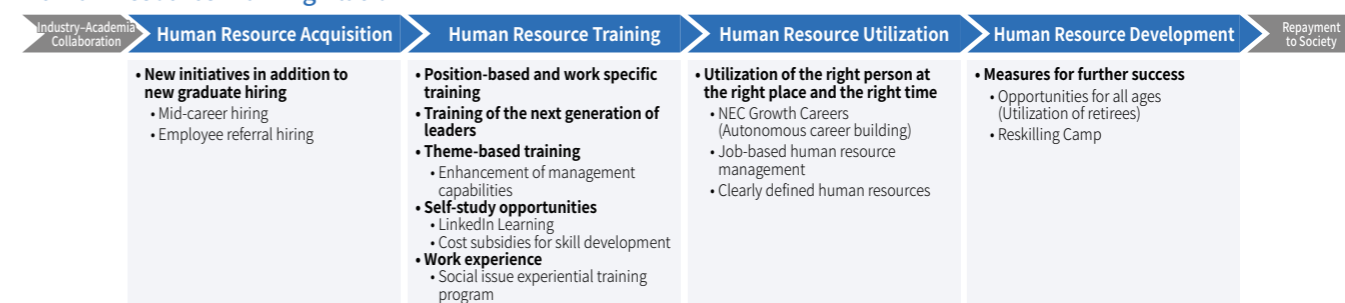 Industry-Academia
Collaboration
Human Resource Acquisition
Human Resource Training
Human Resource Utilization
Human Resource Development
Repayment
to Society
• New initiatives in addition to
new graduate hiring
• Mid-career hiring
• Employee referral hiring
• Position-based and work specific
training
• Training of the next generation of
leaders
• Theme-based training
• Enhancement of management
capabilities
• Self-study opportunities
• LinkedIn Learning
• Cost subsidies for skill development
• Work experience
• Social issue experiential training
program
• Utilization of the right person at
the right place and the right time
• NEC Growth Careers
(Autonomous career building)
• Job-based human resource
management
• Clearly defined human resources
• Measures for further success
• Opportunities for all ages
(Utilization of retirees)
• Reskilling Camp